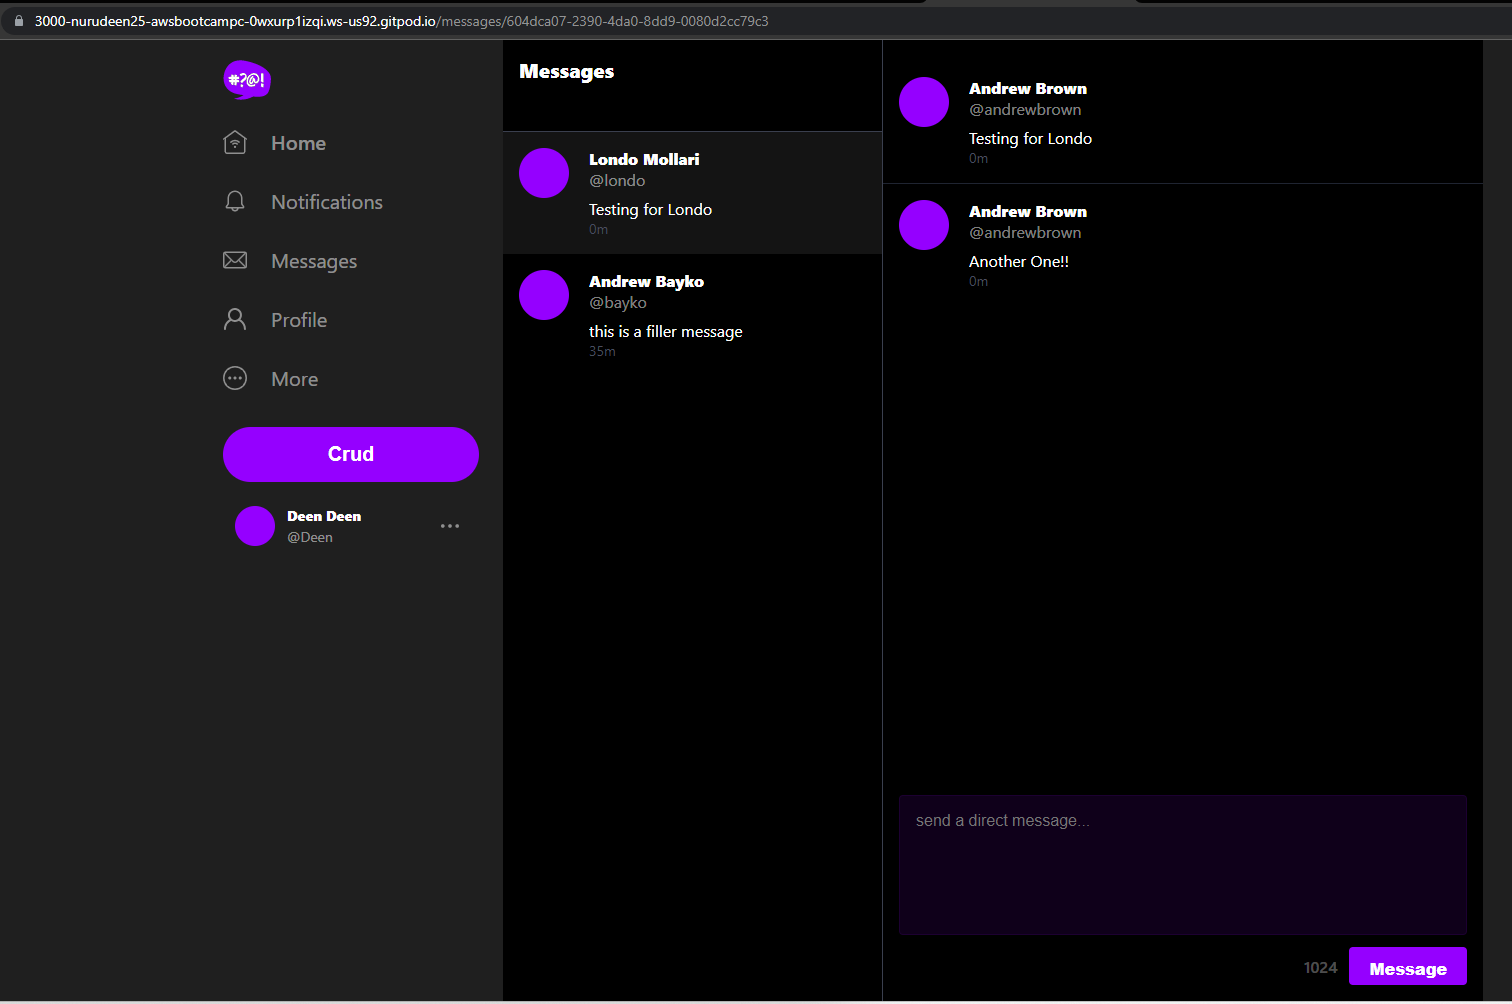 3000-nurudeen25-awsbootcampc-0wxurp1izqi.ws-us92.gitpod.io/messages/604dca07-2390-4da0-8dd9-0080d2cc79c3
#?@!
Home
Notifications
Messages
Profile
More
Crud
Deen Deen
@Deen
Messages
Londo Mollari
@londo
Testing for Londo
0m
Andrew Bayko
@bayko
this is a filler message
35m
Andrew Brown
@andrewbrown
Testing for Londo
0m
Andrew Brown
@andrewbrown
Another One!!
0m
send a direct message...
1024
Message